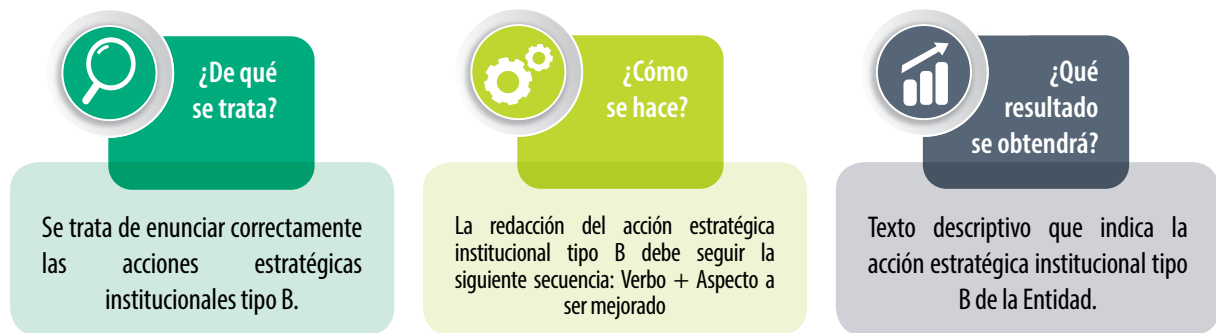 ¿De qué
se trata?
Se trata de enunciar correctamente
las acciones estratégicas
institucionales tipo B.
¿Cómo
se hace?
La redacción del acción estratégica
institucional tipo B debe seguir la
siguiente secuencia: Verbo + Aspecto a
ser mejorado
¿Qué
resultado
se obtendrá?
Texto descriptivo que indica la
acción estratégica institucional tipo
B de la Entidad.